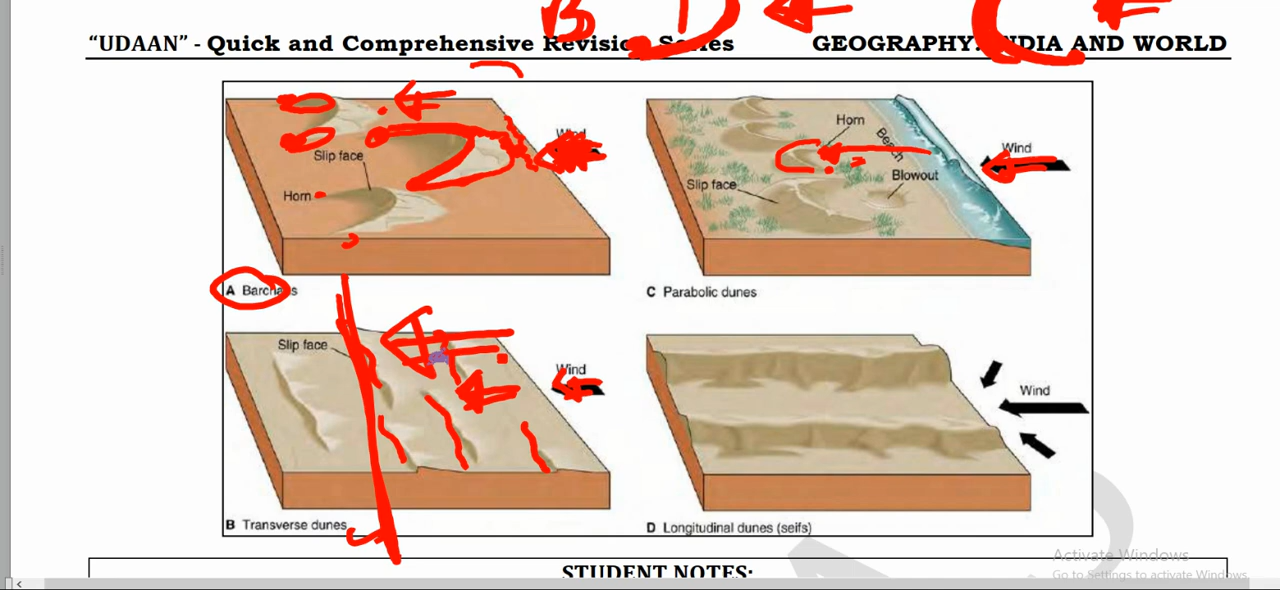 B
"UDAAN" - Quick and Comprehensive Revision Series GEOGRAPHY: INDIA AND WORLD
Wind
Slip face
Horn
A Barchans
Horn
Beach
Wind
Slip face
Blowout
C Parabolic dunes
Slip face
Wind
B Transverse dunes
Wind
D Longitudinal dunes (seifs)
STUDENT NOTES:
Activate Windows
Go to Settings to activate Windows.